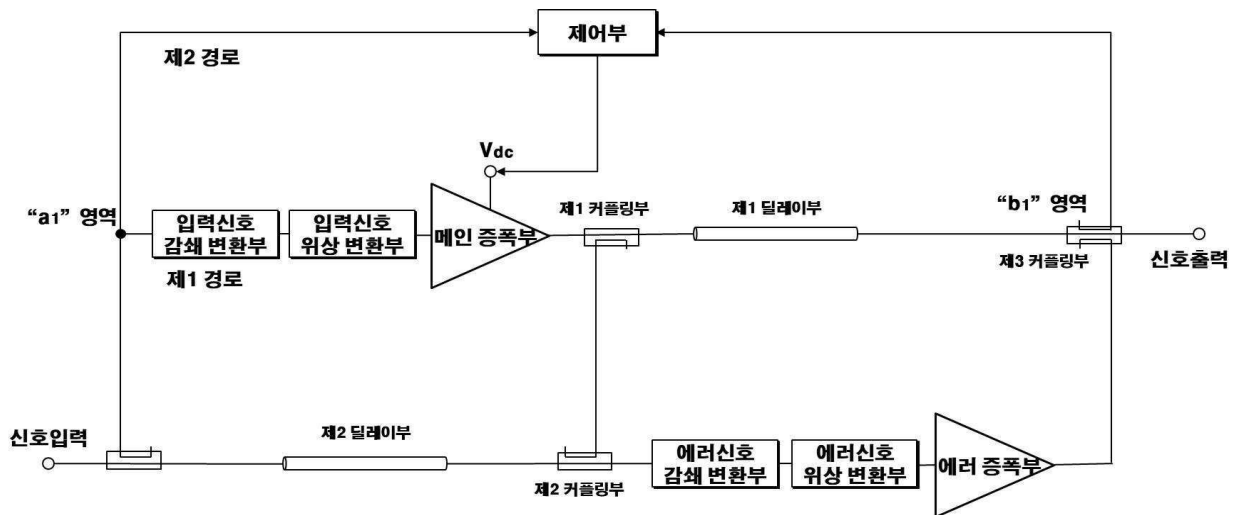 제어부
제2 경로
Vdc
“a1” 영역
입력신호
감쇄 변환부
입력신호
위상 변환부
메인 증폭부
제1 커플링부
제1 딜레이부
“b1” 영역
제3 커플링부
신호출력
제1 경로
신호입력
제2 딜레이부
제2 커플링부
에러신호
감쇄 변환부
에러신호
위상 변환부
에러 증폭부